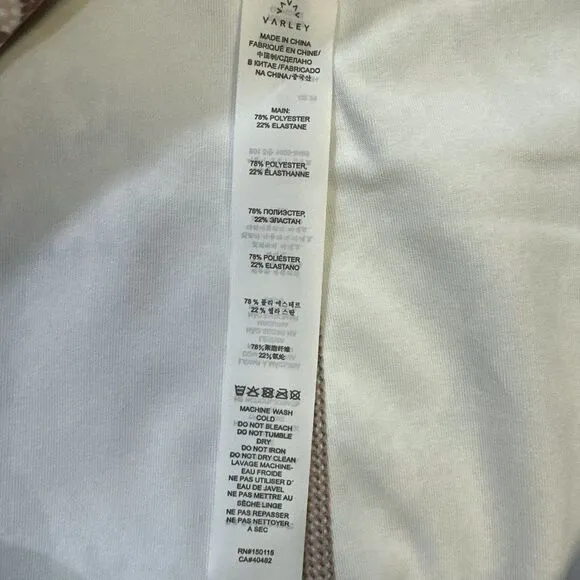 VARLEY
MADE IN CHINA
FABRIQUÉ EN CHINE/
中国制/СДЕЛАНО
В КИТАЕ/FABRICADO
NA CHINA/중국산
MAIN:
78% POLYESTER
22% ELASTANE
78% POLYESTER,
22% ÉLASTHANNE
78% ПОЛИЭСТЕР,
22% ЭЛАСТАН
78% POLIÉSTER
22% ELASTANO
78 % 폴리 에스테르
22 % 엘라 스탄
78%聚酯纤维
22%氨纶
MACHINE WASH
COLD
DO NOT BLEACH
DO NOT TUMBLE
DRY
DO NOT IRON
DO NOT DRY CLEAN
LAVAGE MACHINE-
EAU FROIDE
NE PAS UTILISER D'
EAU DE JAVEL
NE PAS METTRE AU
SÈCHE LINGE
NE PAS REPASSER
NE PAS NETTOYER
A SEC
RN#150116
CA#40482